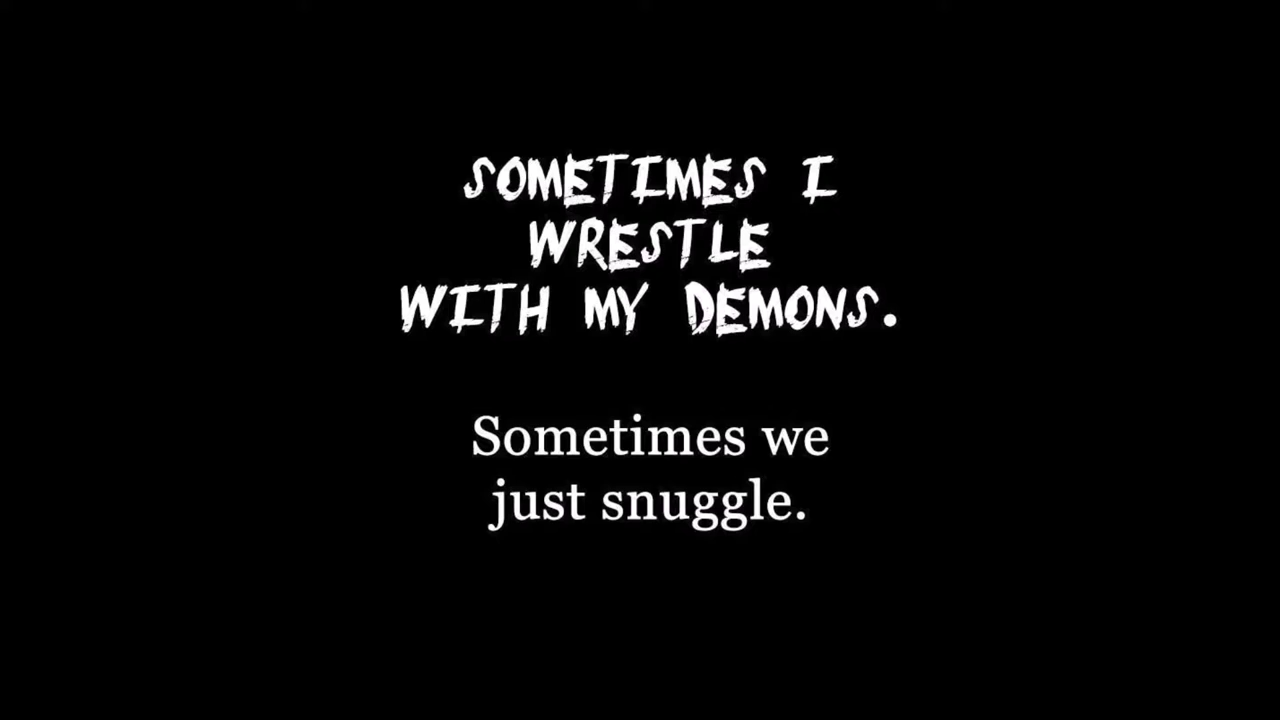 SOMETIMES I
WRESTLE
WITH MY DEMONS.
Sometimes we
just snuggle.